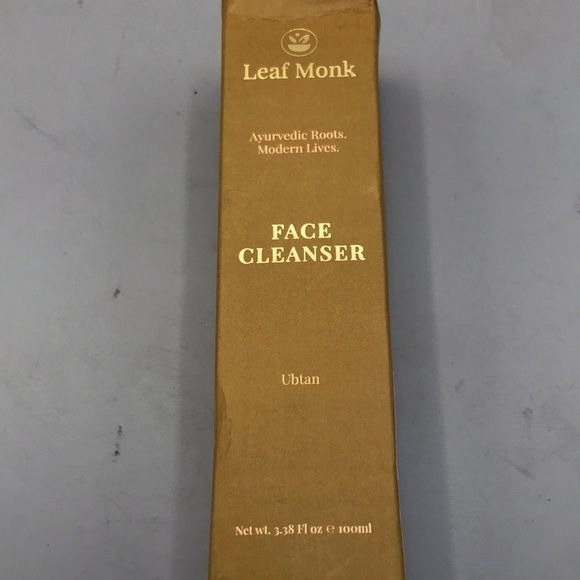 Leaf Monk
Ayurvedic Roots.
Modern Lives.
FACE
CLEANSER
Ubtan
Net wt. 3.38 Fl oz ℮ 100ml